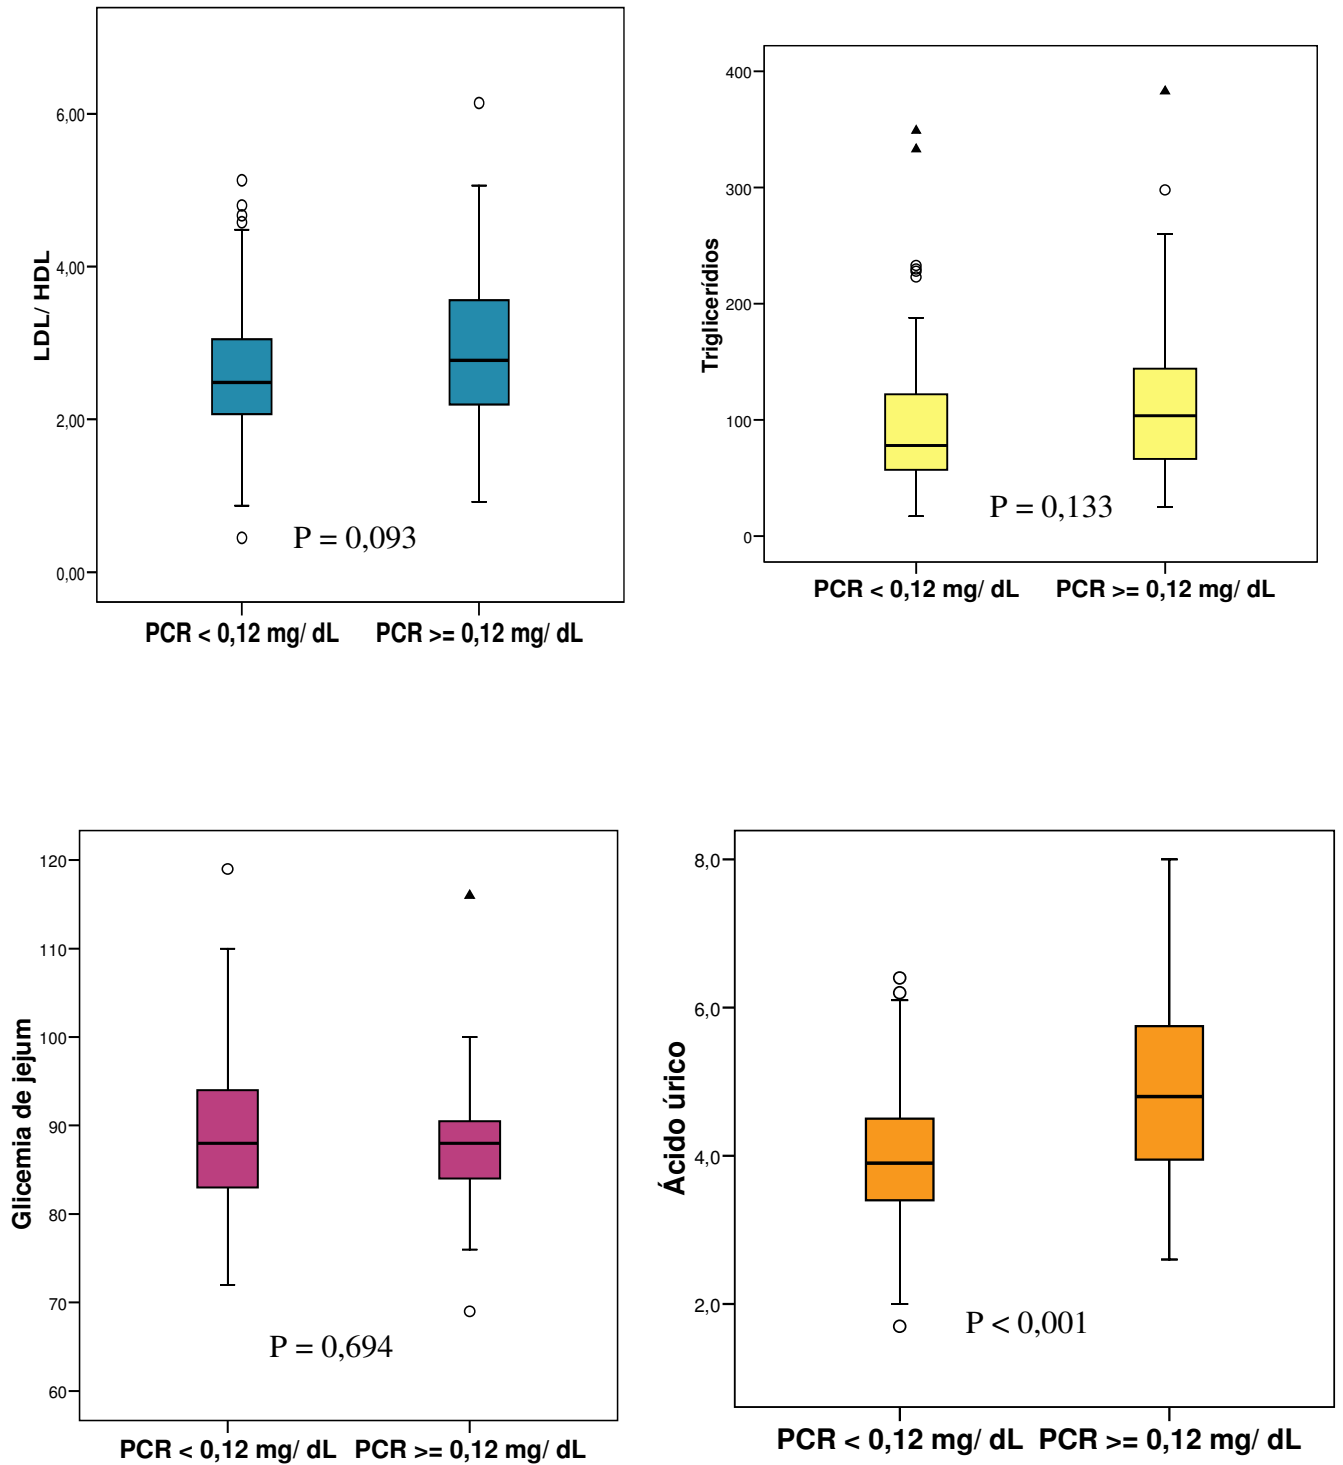 LDL/ HDL
6,00
4,00
2,00
0,00
P = 0,093
PCR < 0,12 mg/ dL
PCR >= 0,12 mg/ dL
Triglicerídios
400
300
200
100
0
P = 0,133
PCR < 0,12 mg/ dL
PCR >= 0,12 mg/ dL
Glicemia de jejum
120
110
100
90
80
70
60
P = 0,694
PCR < 0,12 mg/ dL
PCR >= 0,12 mg/ dL
Ácido úrico
8,0
6,0
4,0
2,0
P < 0,001
PCR < 0,12 mg/ dL
PCR >= 0,12 mg/ dL